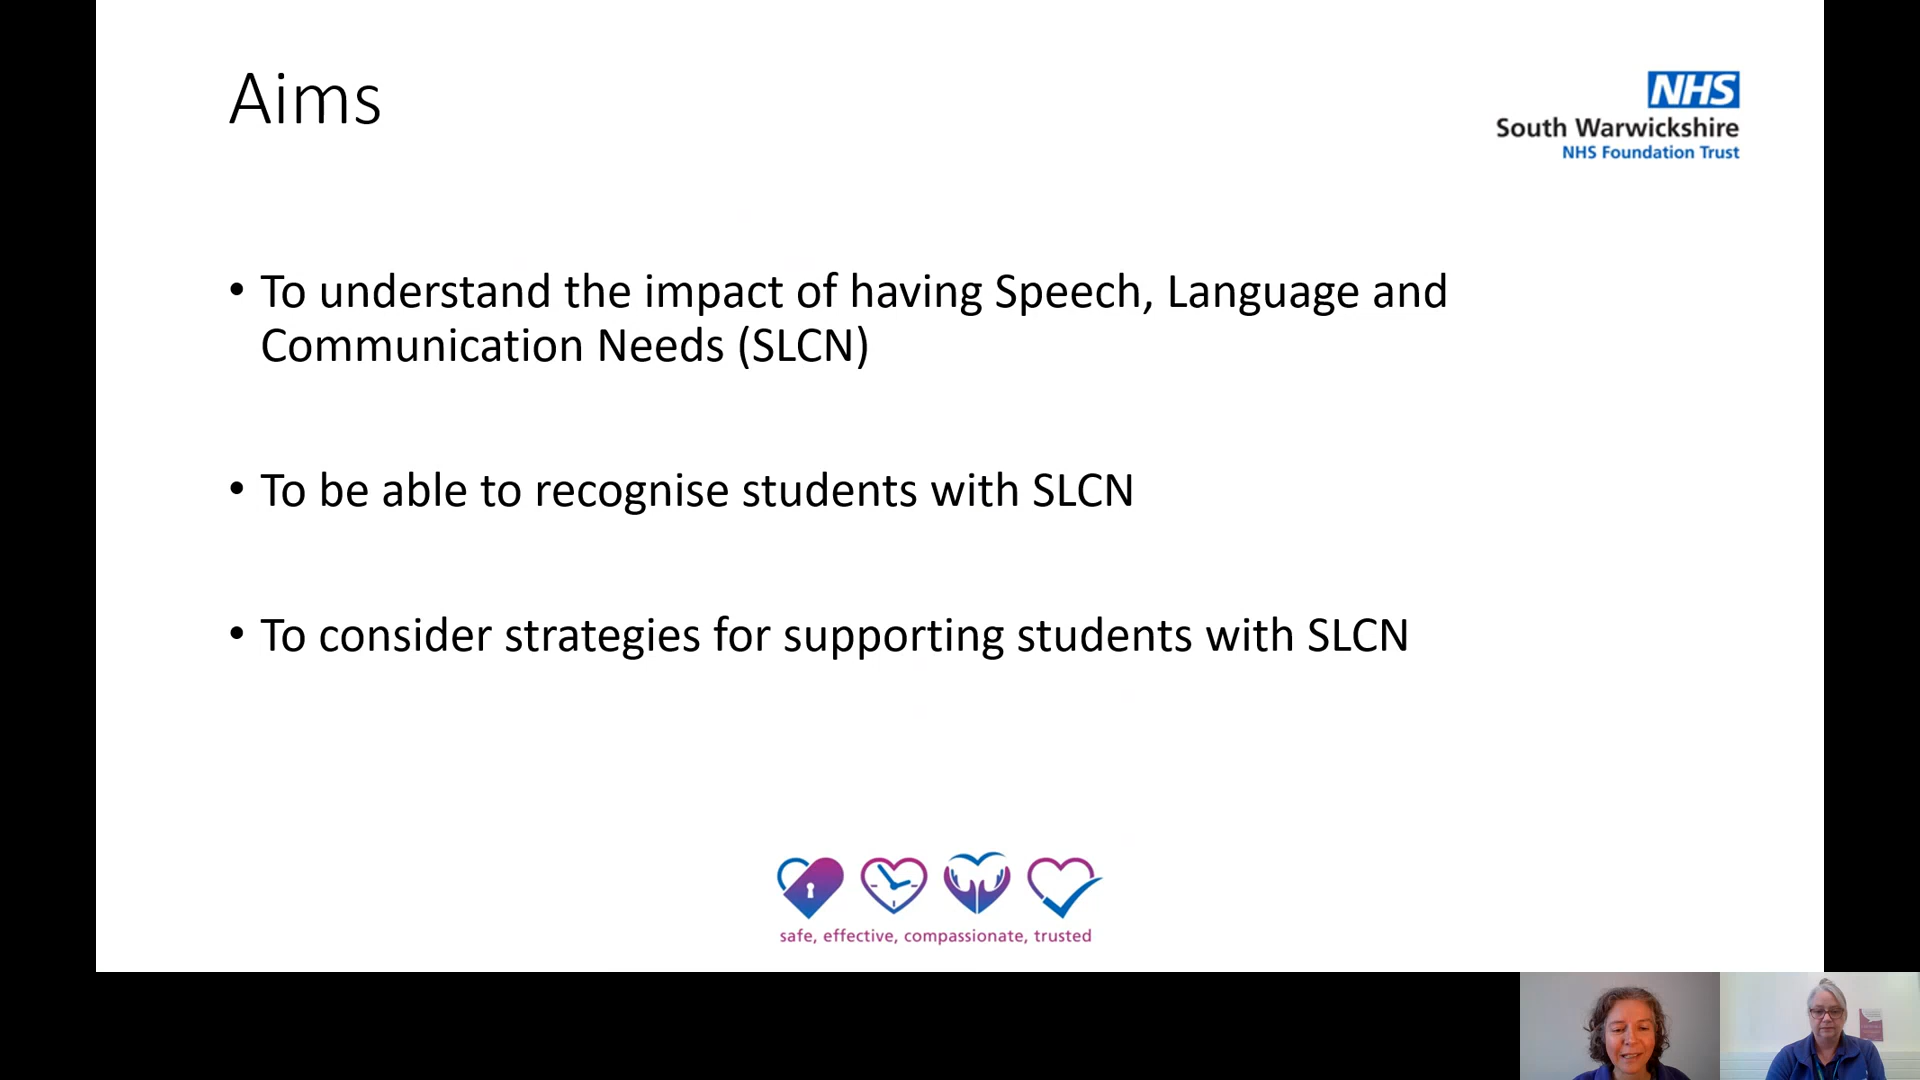 Aims
NHS
South Warwickshire
NHS Foundation Trust
• To understand the impact of having Speech, Language and
Communication Needs (SLCN)
• To be able to recognise students with SLCN
• To consider strategies for supporting students with SLCN
safe, effective, compassionate, trusted